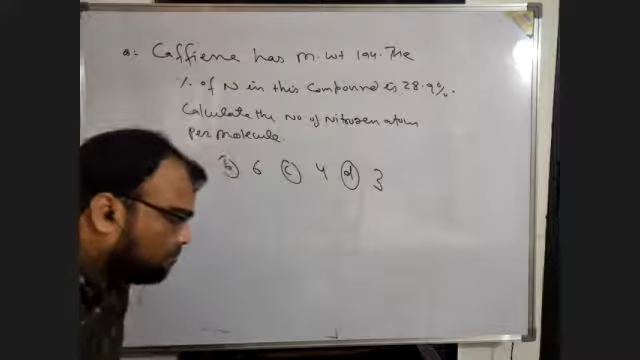 Q: Caffiene has m.wt 194. The
% of N in this Compound is 28.9%.
Calculate the No of Nitrogen atom
per molecule.
(b) 6 (c) 4 (d) 3